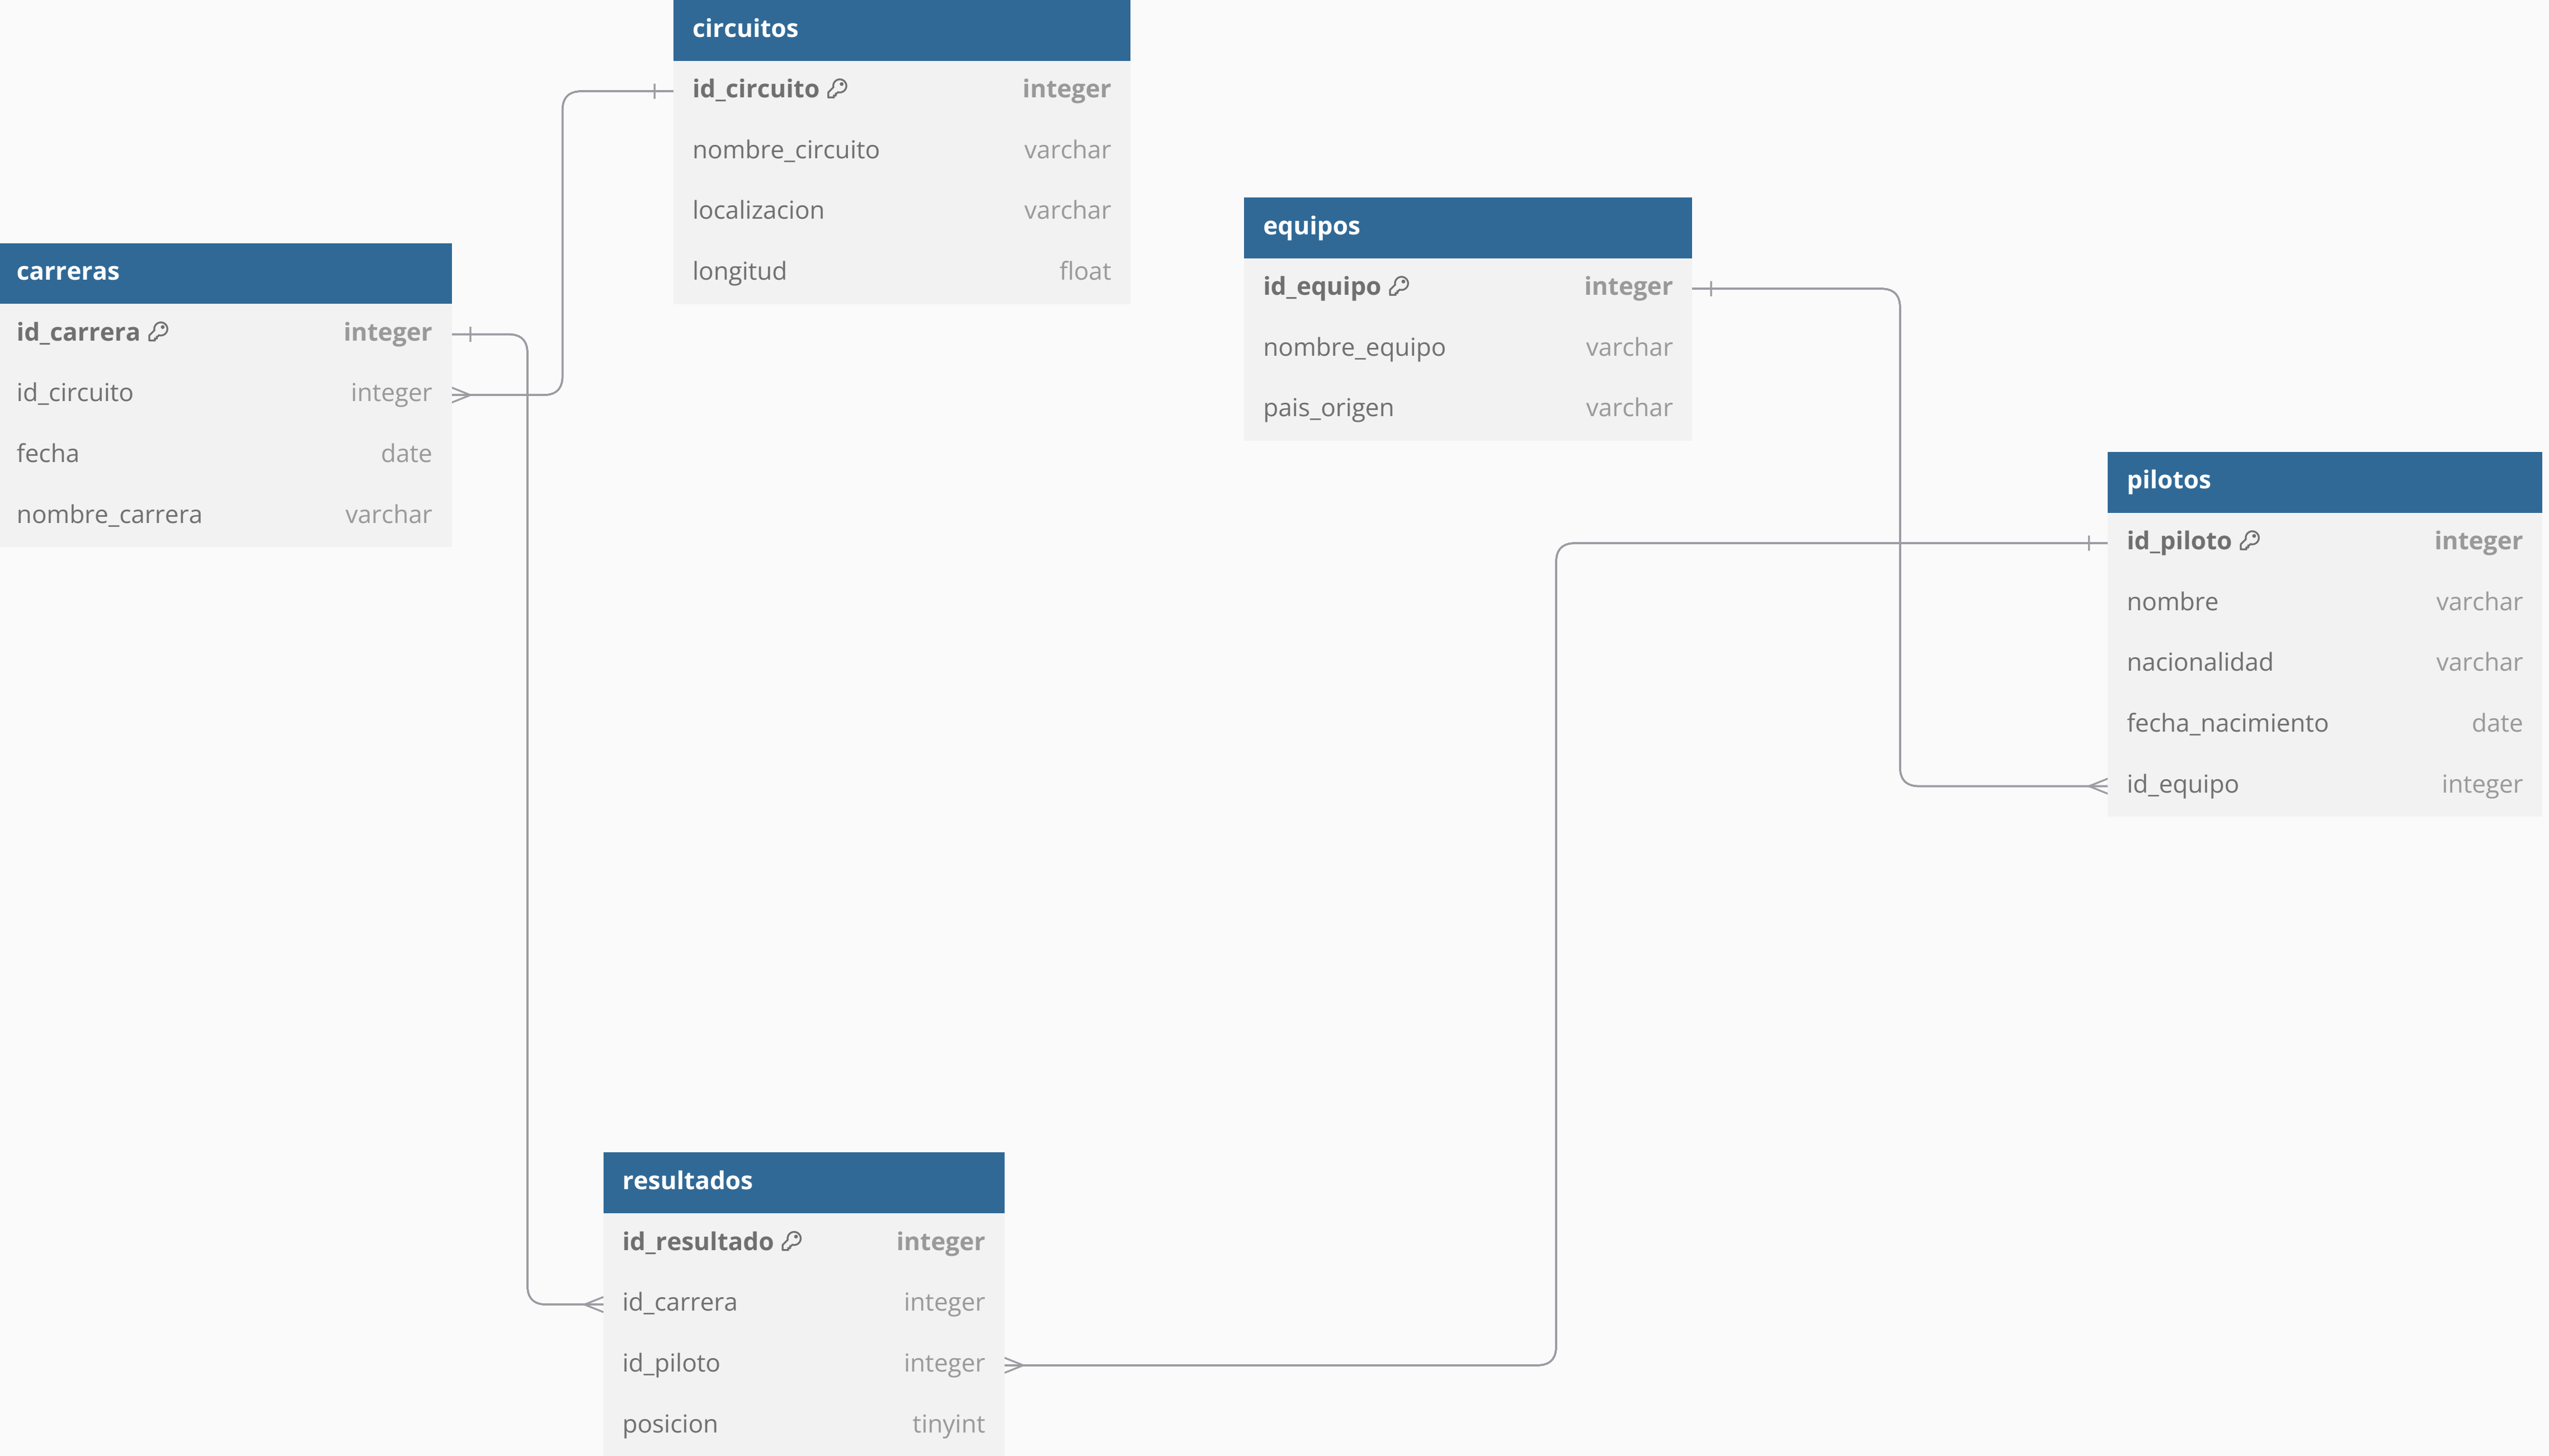 circuitos
id_circuito integer
nombre_circuito varchar
localizacion varchar
longitud float
carreras
id_carrera integer
id_circuito integer
fecha date
nombre_carrera varchar
equipos
id_equipo integer
nombre_equipo varchar
pais_origen varchar
pilotos
id_piloto integer
nombre varchar
nacionalidad varchar
fecha_nacimiento date
id_equipo integer
resultados
id_resultado integer
id_carrera integer
id_piloto integer
posicion tinyint